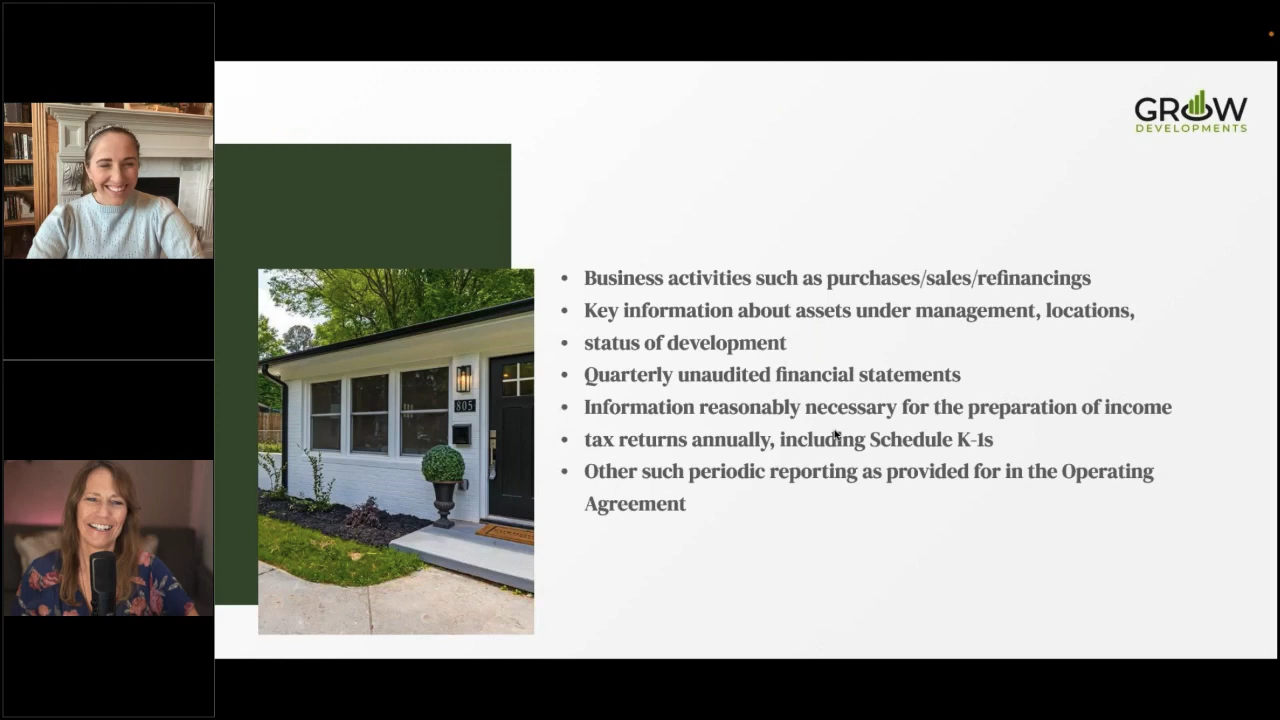 GROW
DEVELOPMENTS
• Business activities such as purchases/sales/refinancings
• Key information about assets under management, locations,
• status of development
• Quarterly unaudited financial statements
• Information reasonably necessary for the preparation of income
• tax returns annually, including Schedule K-1s
• Other such periodic reporting as provided for in the Operating
Agreement
805